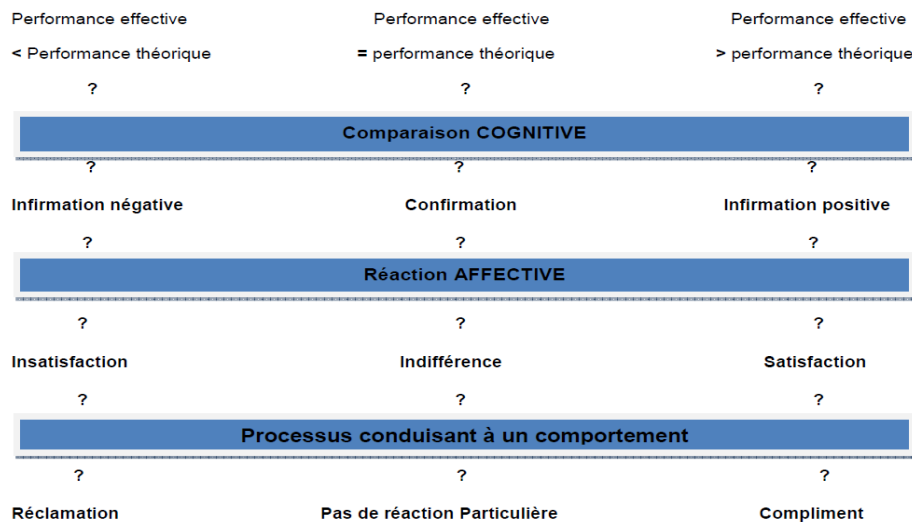 Performance effective Performance effective Performance effective
< Performance théorique = performance théorique > performance théorique
? ? ?
Comparaison COGNITIVE
? ? ?
Infirmation négative Confirmation Infirmation positive
? ? ?
Réaction AFFECTIVE
? ? ?
Insatisfaction Indifférence Satisfaction
? ? ?
Processus conduisant à un comportement
? ? ?
Réclamation Pas de réaction Particulière Compliment